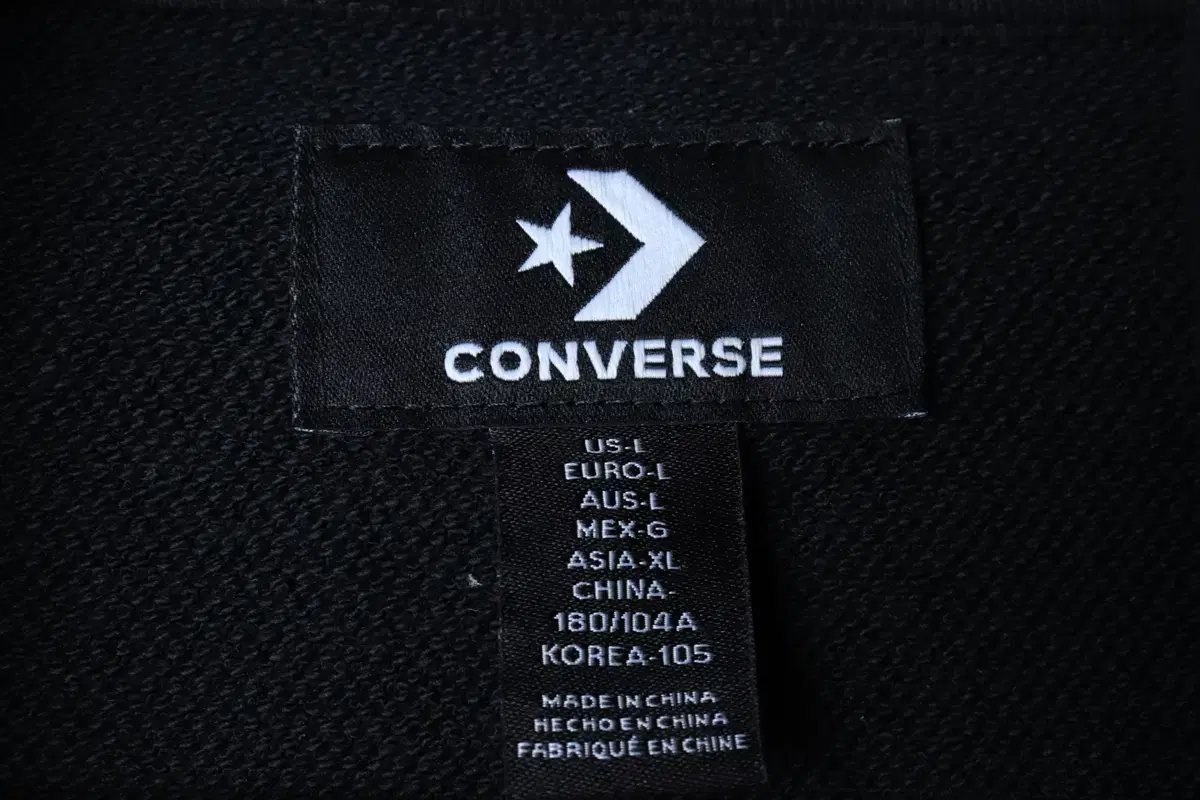 CONVERSE
US-L
EURO-L
AUS-L
MEX-G
ASIA-XL
CHINA-
180/104A
KOREA-105
MADE IN CHINA
HECHO EN CHINA
FABRIQUÉ EN CHINE